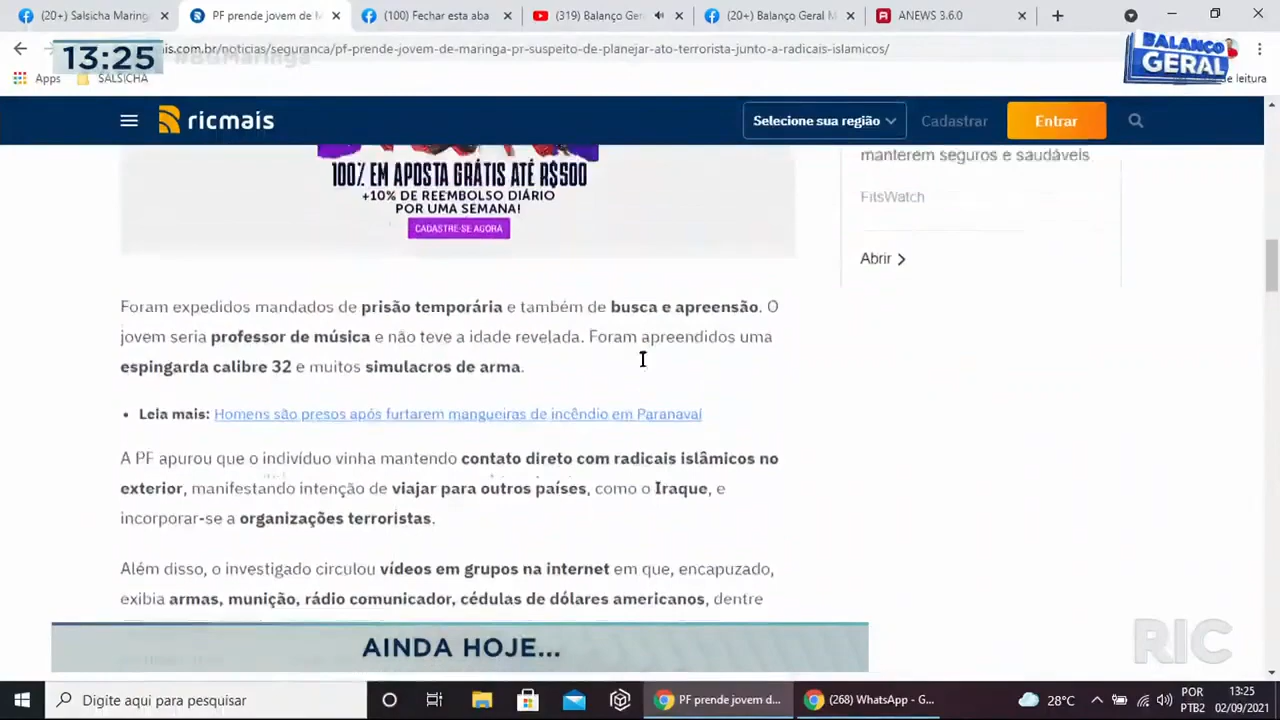 (20+) Salsicha Maringa
PF prende jovem de M
(100) Fechar esta aba
(319) Balanço Ger
(20+) Balanço Geral M
ANEWS 3.6.0
13:25
is.com.br/noticias/seguranca/pf-prende-jovem-de-maringa-pr-suspeito-de-planejar-ato-terrorista-junto-a-radicais-islamicos/
#BGMaringa
BALANÇO
GERAL
Apps
SALSICHA
de leitura
ricmais
Selecione sua região
Cadastrar
Entrar
100% EM APOSTA GRÁTIS ATÉ R$500
+10% DE REEMBOLSO DIÁRIO
POR UMA SEMANA!
CADASTRE-SE AGORA
manterem seguros e saudáveis
FitsWatch
Abrir
Foram expedidos mandados de prisão temporária e também de busca e apreensão. O
jovem seria professor de música e não teve a idade revelada. Foram apreendidos uma
espingarda calibre 32 e muitos simulacros de arma.
• Leia mais: Homens são presos após furtarem mangueiras de incêndio em Paranavaí
A PF apurou que o indivíduo vinha mantendo contato direto com radicais islâmicos no
exterior, manifestando intenção de viajar para outros países, como o Iraque, e
incorporar-se a organizações terroristas.
Além disso, o investigado circulou vídeos em grupos na internet em que, encapuzado,
exibia armas, munição, rádio comunicador, cédulas de dólares americanos, dentre
AINDA HOJE...
RIC
Digite aqui para pesquisar
PF prende jovem d...
(268) WhatsApp - G...
28°C
POR
PTB2
13:25
02/09/2021